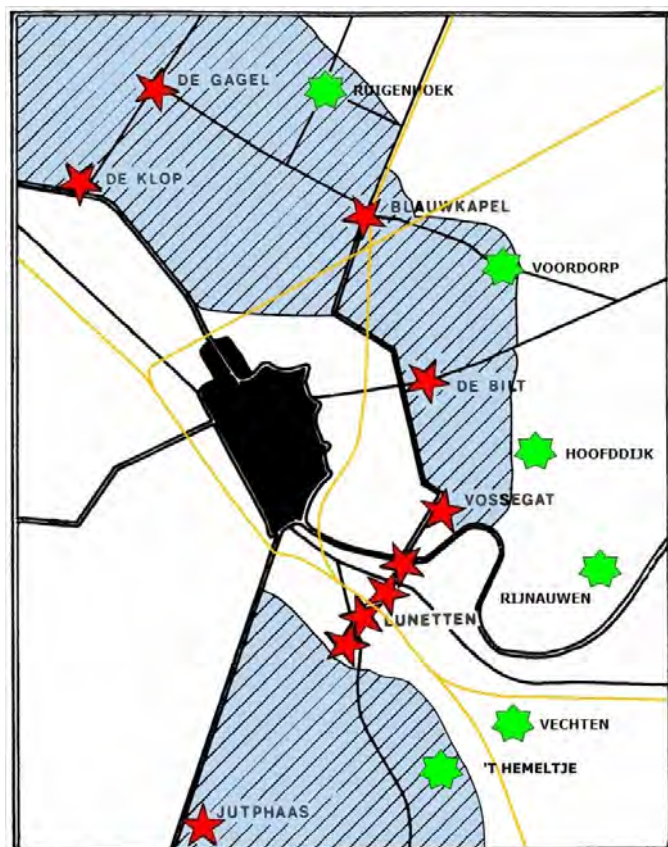 DE GAGEL
RUIGENHOEK
DE KLOP
BLAUWKAPEL
VOORDORP
DE BILT
HOOFDDIJK
VOSSEGAT
RIJNAUWEN
LUNETTEN
VECHTEN
'T HEMELTJE
JUTPHAAS